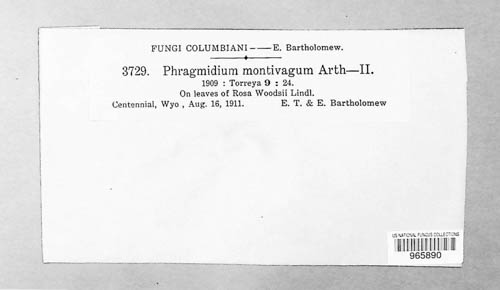 FUNGI COLUMBIANI -–— E. Bartholomew.
3729. Phragmidium montivagum Arth—II.
1909 : Torreya 9 : 24.
On leaves of Rosa Woodsii Lindl.
Centennial, Wyo , Aug. 16, 1911. E. T. & E. Bartholomew
US NATIONAL FUNGUS COLLECTIONS
965890